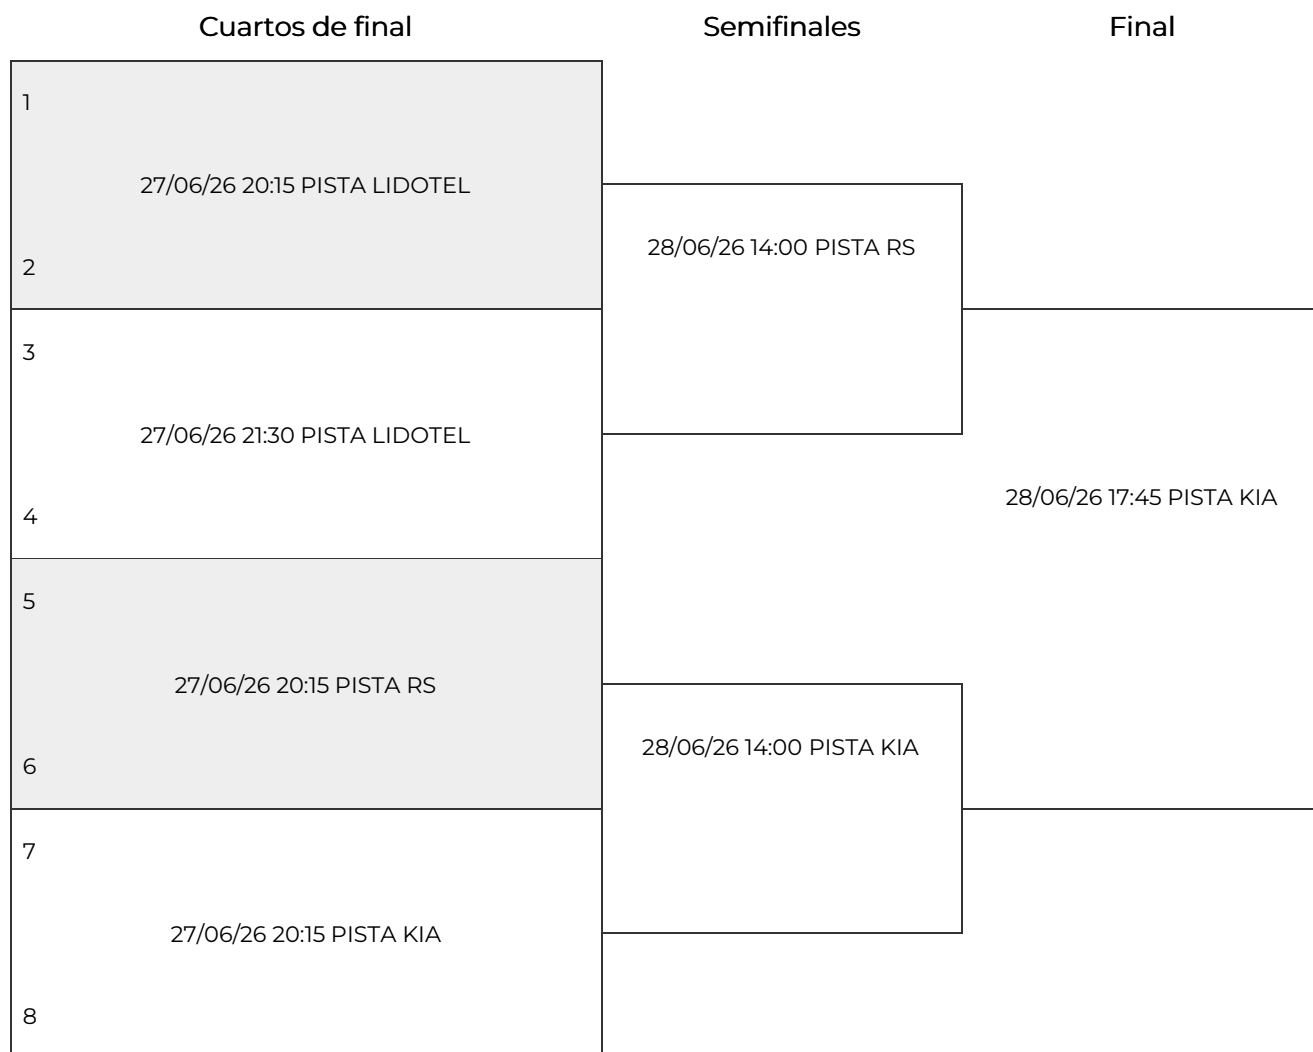 Cuartos de final
Semifinales
Final
1
27/06/26 20:15 PISTA LIDOTEL
2
28/06/26 14:00 PISTA RS
3
27/06/26 21:30 PISTA LIDOTEL
4
28/06/26 17:45 PISTA KIA
5
27/06/26 20:15 PISTA RS
6
28/06/26 14:00 PISTA KIA
7
27/06/26 20:15 PISTA KIA
8